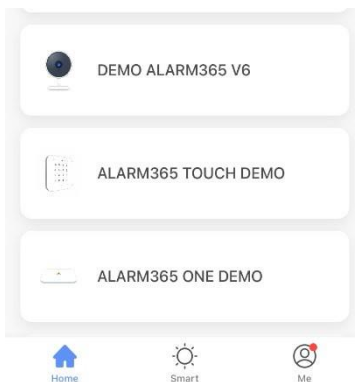 DEMO ALARM365 V6
ALARM365 TOUCH DEMO
ALARM365 ONE DEMO
Home
Smart
Me